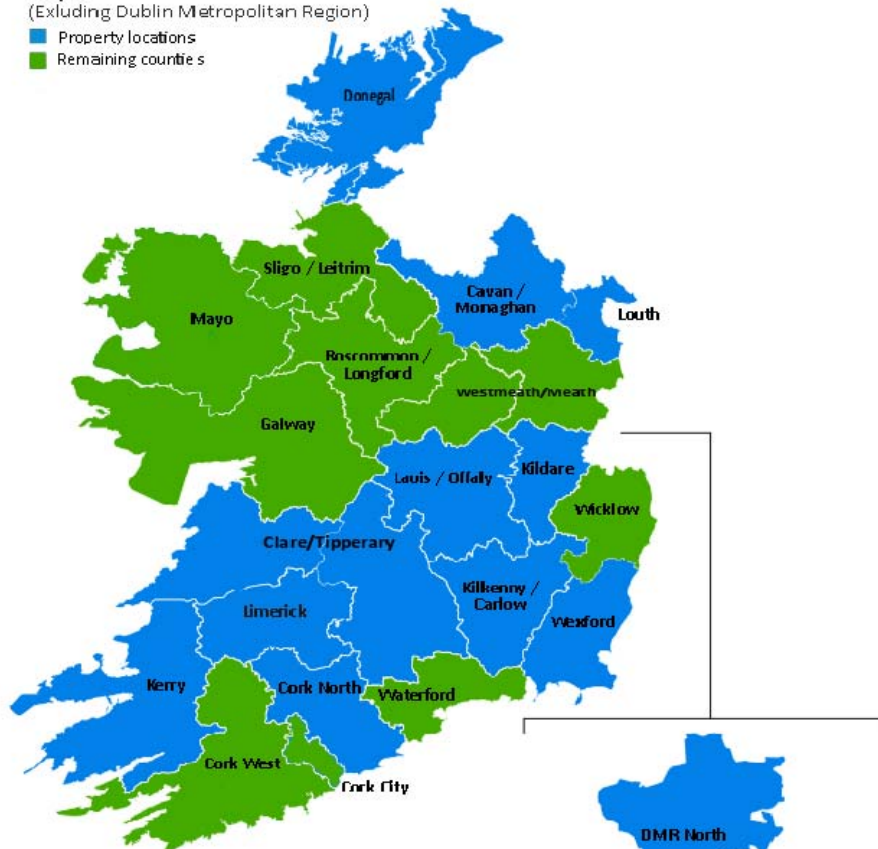 (Exluding Dublin Metropolitan Region)
Property locations
Remaining counties
Donegal
Sligo / Leitrim
Cavan /
Monaghan
Louth
Mayo
Roscommon /
Longford
Westmeath/Meath
Galway
Laois / Offally
Kildare
Wicklow
Clare/Tipperary
Kilkenny /
Carlow
Limerick
Wexford
Kerry
Cork North
Waterford
Cork West
Cork City
DMR North